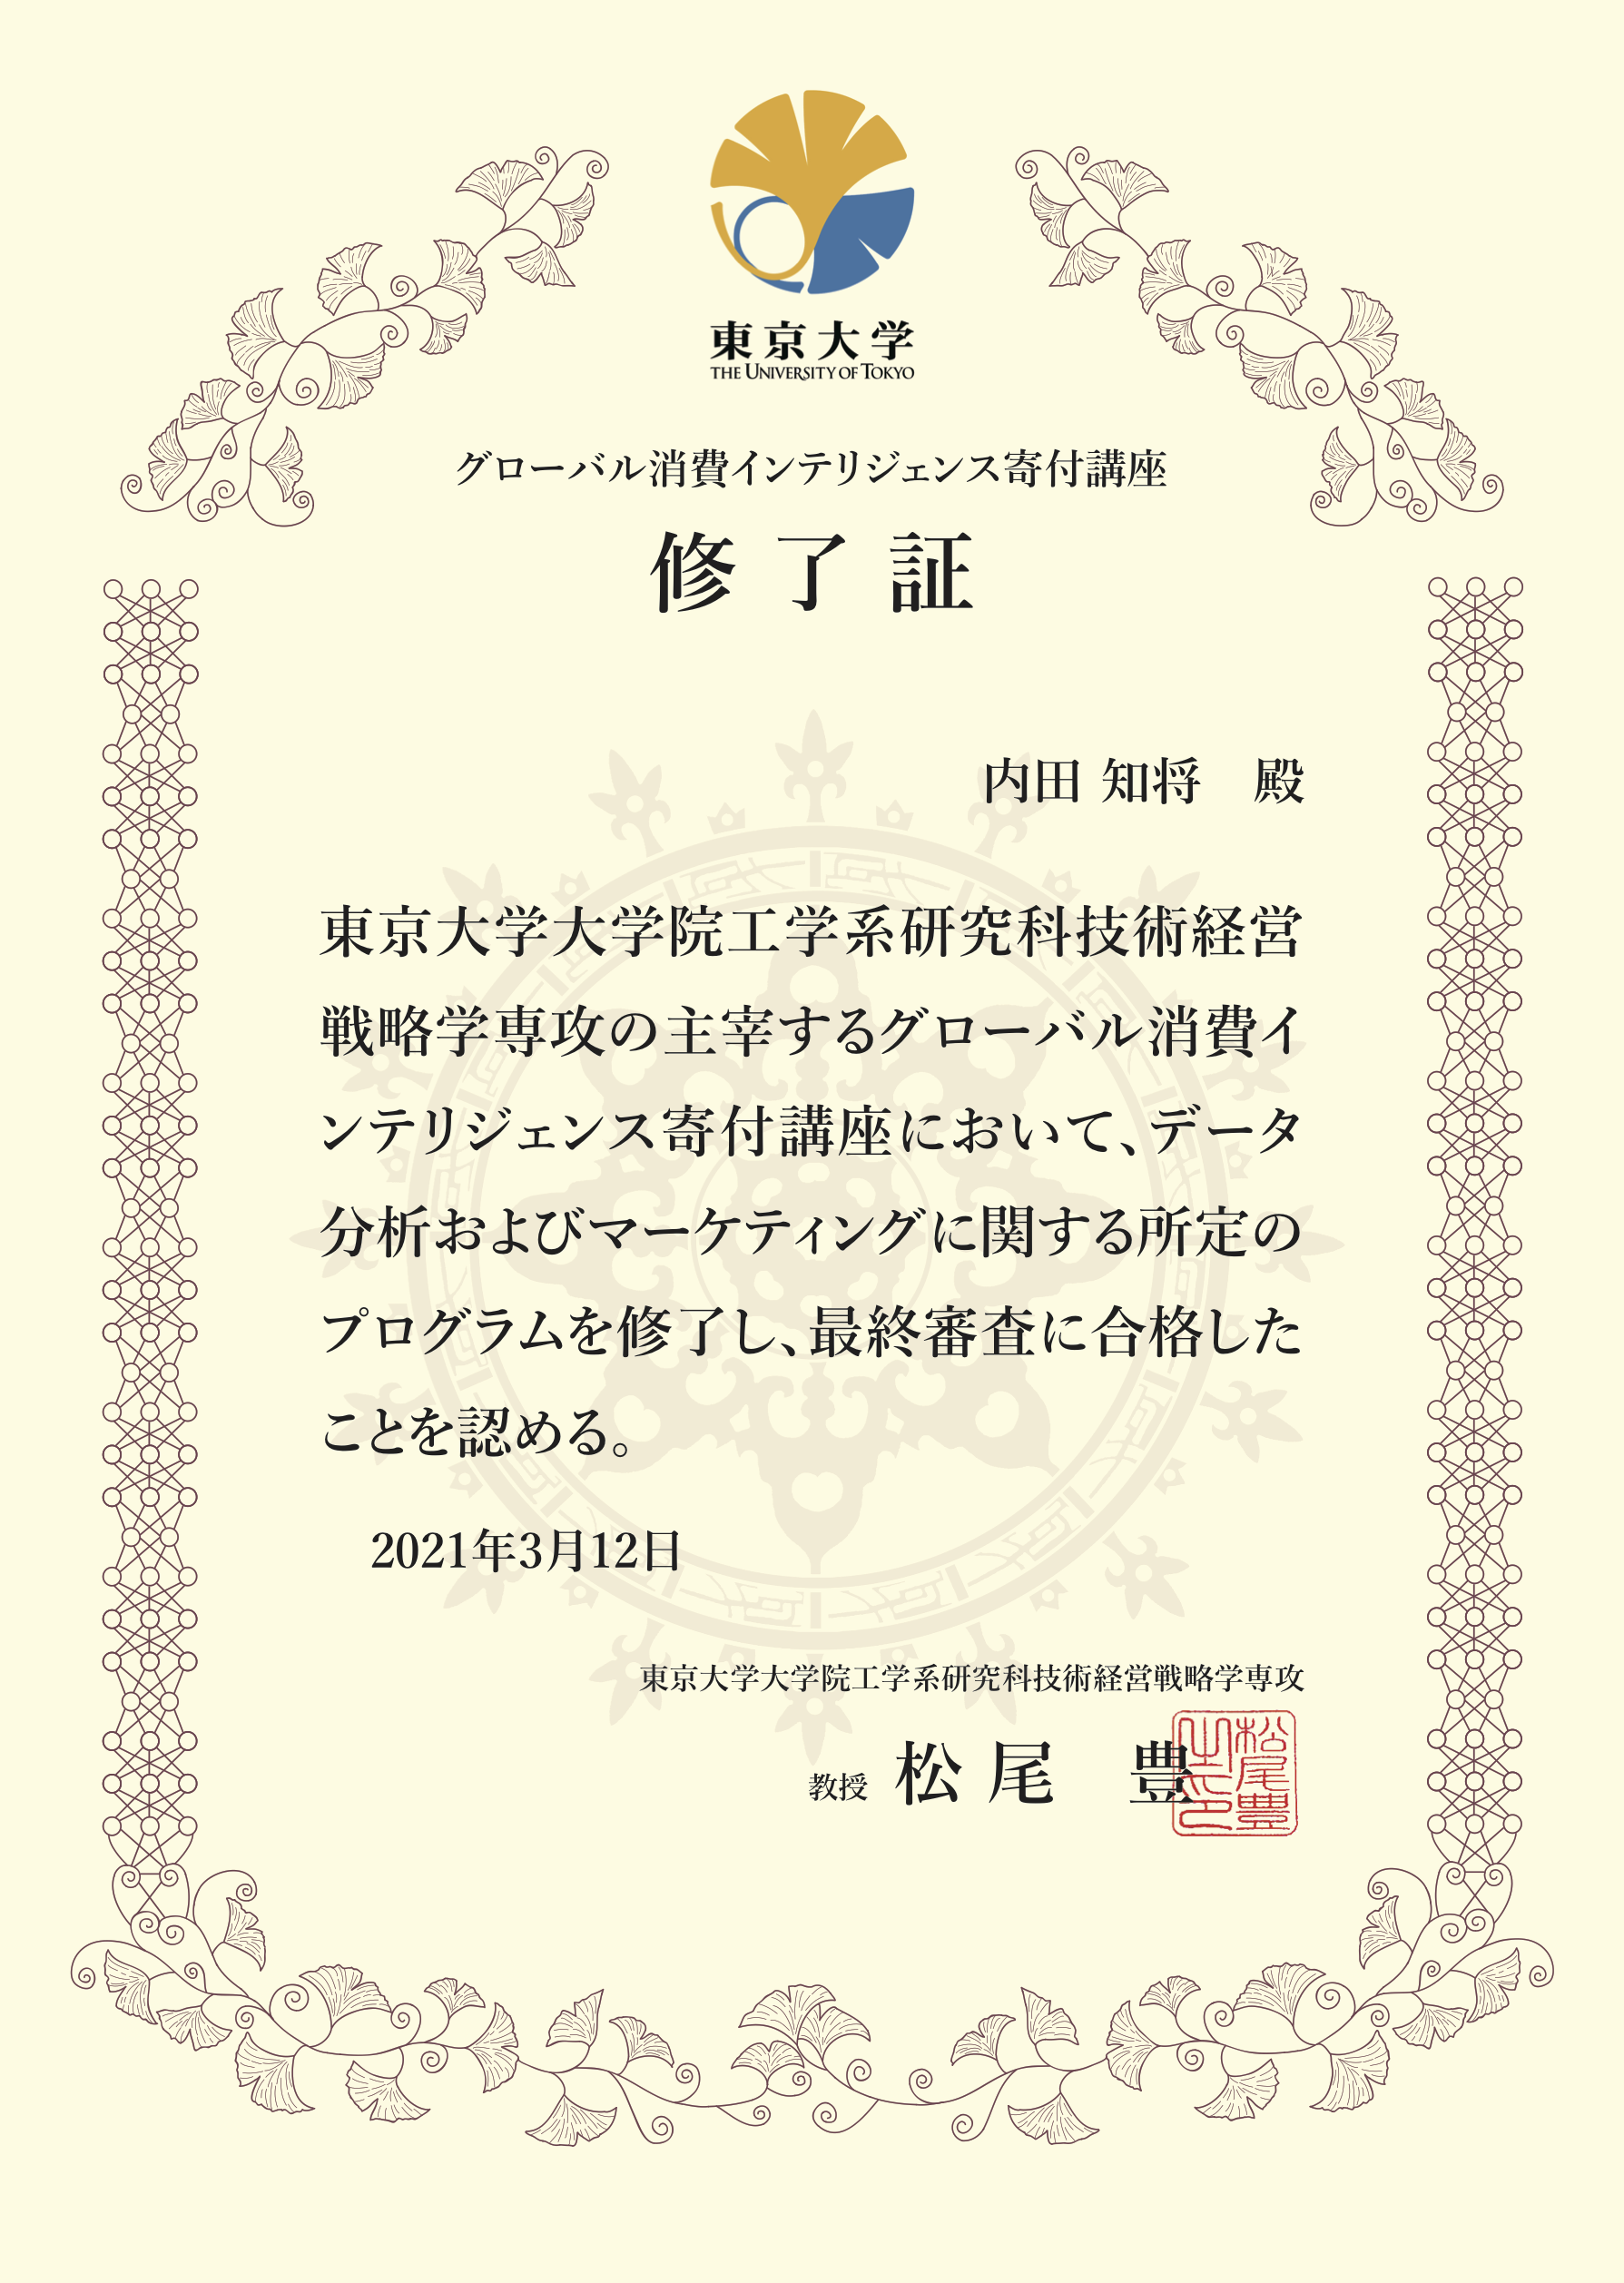 東京大学
THE UNIVERSITY OF TOKYO
グローバル消費インテリジェンス寄付講座
修了証
内田 知将　殿
東京大学大学院工学系研究科技術経営
戦略学専攻の主宰するグローバル消費イ
ンテリジェンス寄付講座において、データ
分析およびマーケティングに関する所定の
プログラムを修了し、最終審査に合格した
ことを認める。
2021年3月12日
東京大学大学院工学系研究科技術経営戦略学専攻
教授 松尾　豊
松尾豊
之印